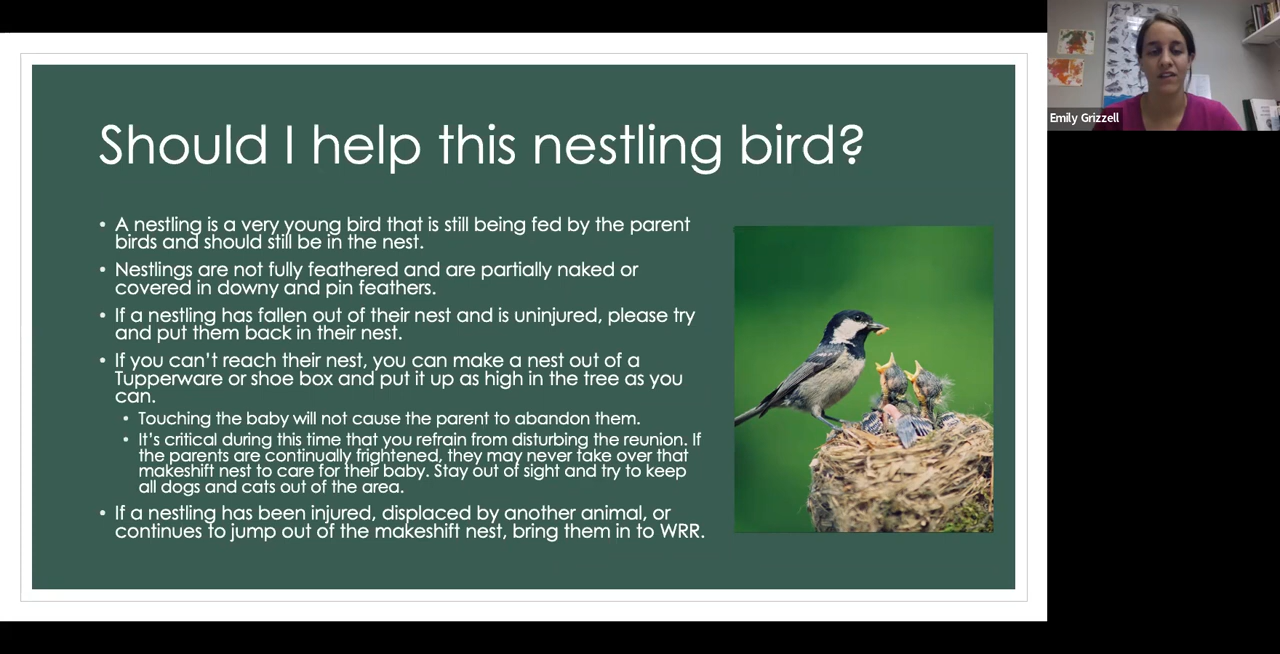 Should I help this nestling bird?
• A nestling is a very young bird that is still being fed by the parent
birds and should still be in the nest.
• Nestlings are not fully feathered and are partially naked or
covered in downy and pin feathers.
• If a nestling has fallen out of their nest and is uninjured, please try
and put them back in their nest.
• If you can’t reach their nest, you can make a nest out of a
Tupperware or shoe box and put it up as high in the tree as you
can.
• Touching the baby will not cause the parent to abandon them.
• It’s critical during this time that you refrain from disturbing the reunion. If
the parents are continually frightened, they may never take over that
makeshift nest to care for their baby. Stay out of sight and try to keep
all dogs and cats out of the area.
• If a nestling has been injured, displaced by another animal, or
continues to jump out of the makeshift nest, bring them in to WRR.
Emily Grizzell